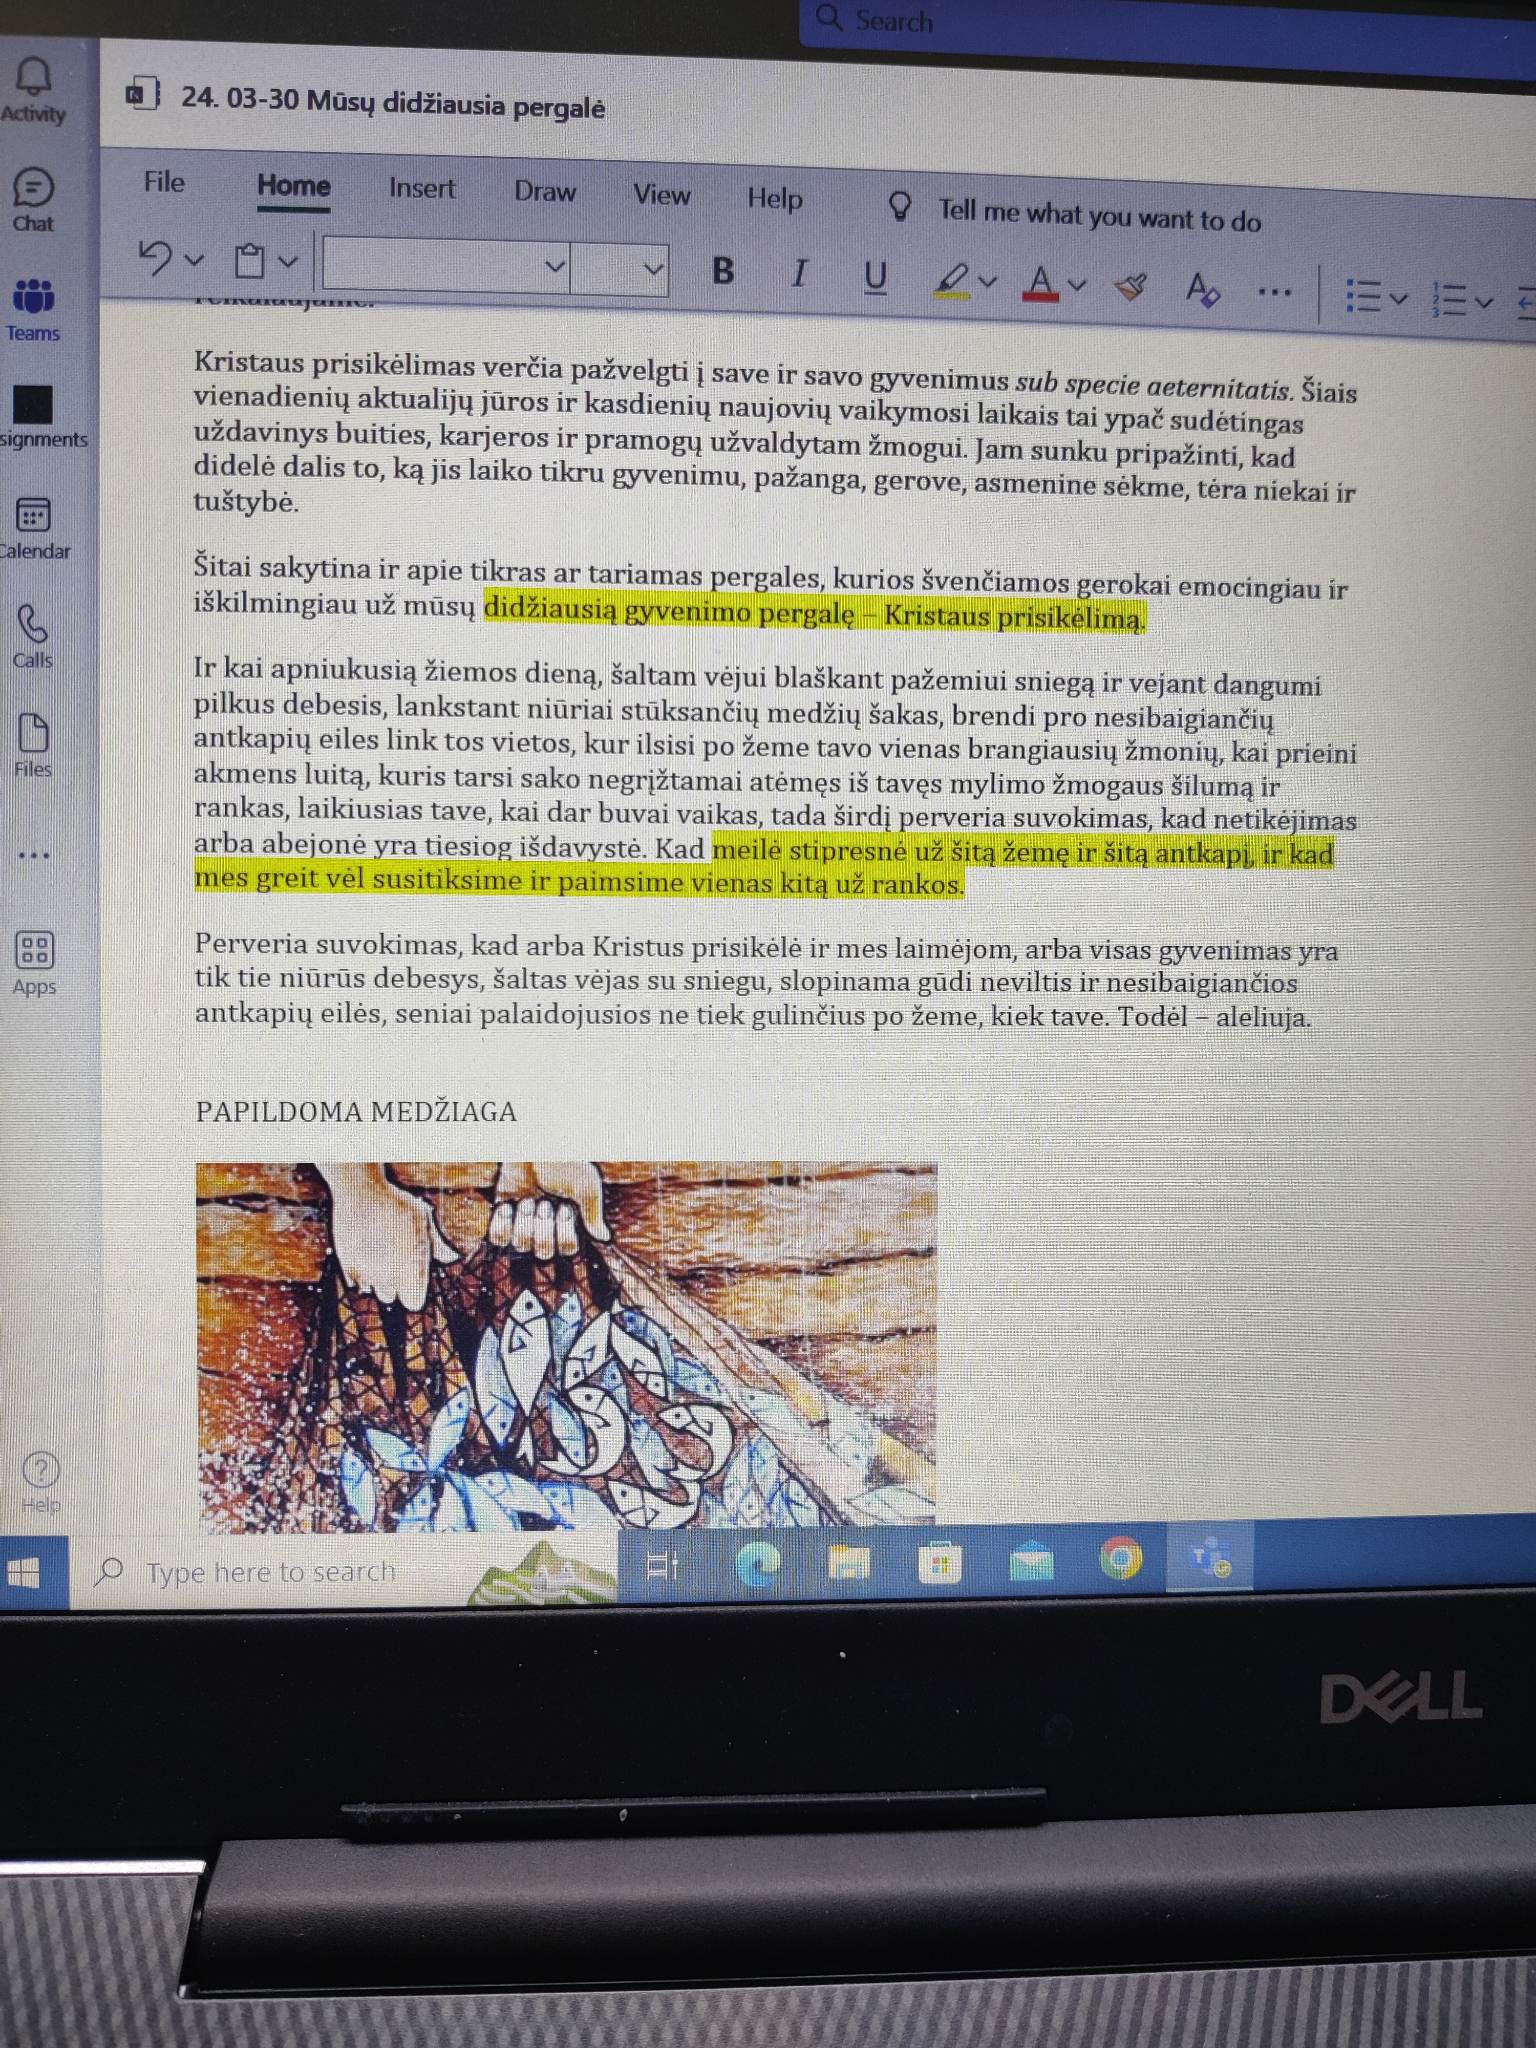 Search
Activity
24. 03-30 Mūsų didžiausia pergalė
File Home Insert Draw View Help Tell me what you want to do
Chat
B I U A A ...
Teams
Kristaus prisikėlimas verčia pažvelgti į save ir savo gyvenimus sub specie aeternitatis. Šiais
vienadienių aktualijų jūros ir kasdienių naujovių vaikymosi laikais tai ypač sudėtingas
signments
uždavinys buities, karjeros ir pramogų užvaldytam žmogui. Jam sunku pripažinti, kad
didelė dalis to, ką jis laiko tikru gyvenimu, pažanga, gerove, asmenine sėkme, tėra niekai ir
tuštybė.
Calendar
Šitai sakytina ir apie tikras ar tariamas pergales, kurios švenčiamos gerokai emocingiau ir
iškilmingiau už mūsų didžiausią gyvenimo pergalę – Kristaus prisikėlimą.
Calls
Ir kai apniukusią žiemos dieną, šaltam vėjui blaškant pažemiui sniegą ir vejant dangumi
pilkus debesis, lankstant niūriai stūksančių medžių šakas, brendi pro nesibaigiančių
antkapių eiles link tos vietos, kur ilsisi po žeme tavo vienas brangiausių žmonių, kai prieini
Files
akmens luitą, kuris tarsi sako negrįžtamai atėmęs iš tavęs mylimo žmogaus šilumą ir
rankas, laikiusias tave, kai dar buvai vaikas, tada širdį perveria suvokimas, kad netikėjimas
arba abejonė yra tiesiog išdavystė. Kad meilė stipresnė už šitą žemę ir šitą antkapį, ir kad
mes greit vėl susitiksime ir paimsime vienas kitą už rankos.
Perveria suvokimas, kad arba Kristus prisikėlė ir mes laimėjom, arba visas gyvenimas yra
tik tie niūrūs debesys, šaltas vėjas su sniegu, slopinama gūdi neviltis ir nesibaigiančios
Apps
antkapių eilės, seniai palaidojusios ne tiek gulinčius po žeme, kiek tave. Todėl – aleliuja.
PAPILDOMA MEDŽIAGA
Help
Type here to search
DELL